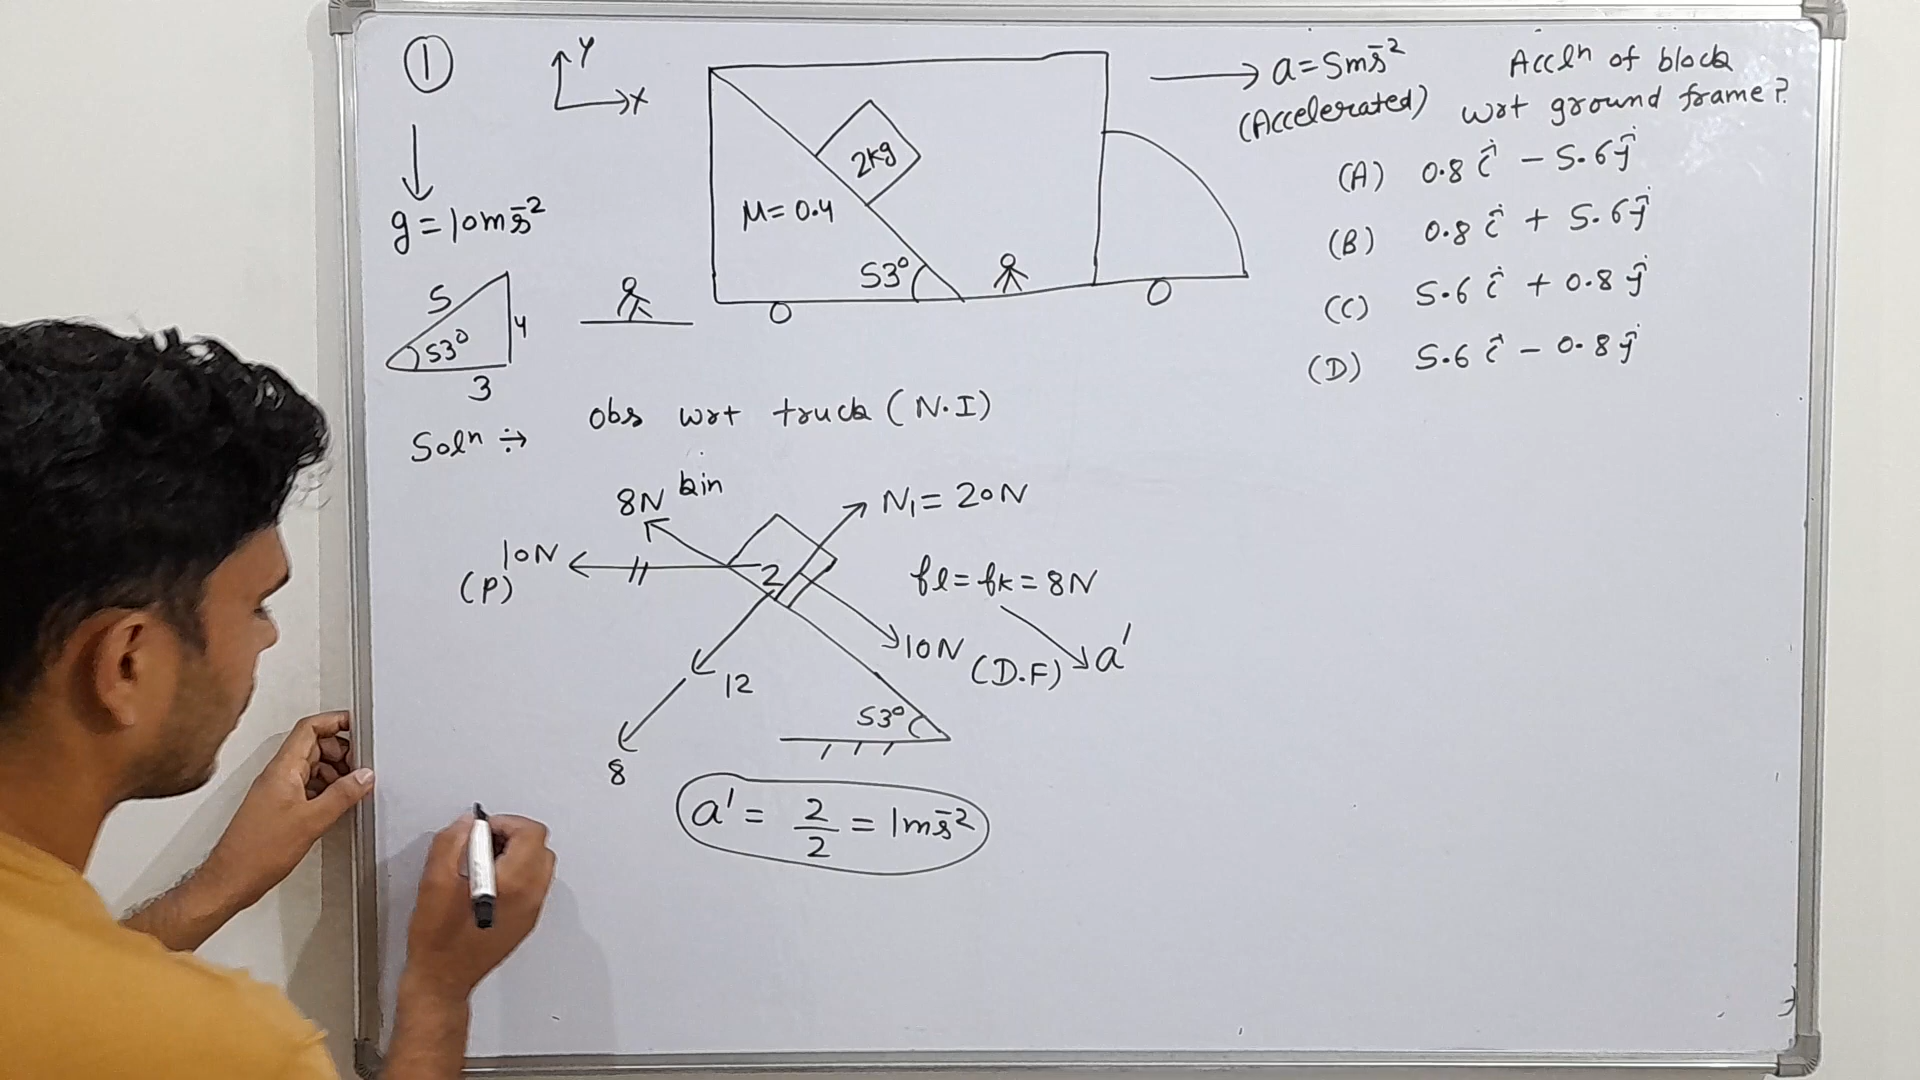 ①
Y
X
g = 10ms⁻²
5
4
53°
3
2kg
μ = 0.4
53°
a = 5ms⁻²
(Accelerated)
Accln of block
wrt ground frame?
(A) 0.8 î – 5.6 ĵ
(B) 0.8 î + 5.6 ĵ
(C) 5.6 î + 0.8 ĵ
(D) 5.6 î – 0.8 ĵ
Soln ÷→ obs wrt truck (N.I)
8N kin
N₁ = 20N
10N
(P)
2
fl = fk = 8N
10N (D.F)
a'
12
8
53°
a' = 2/2 = 1ms⁻²